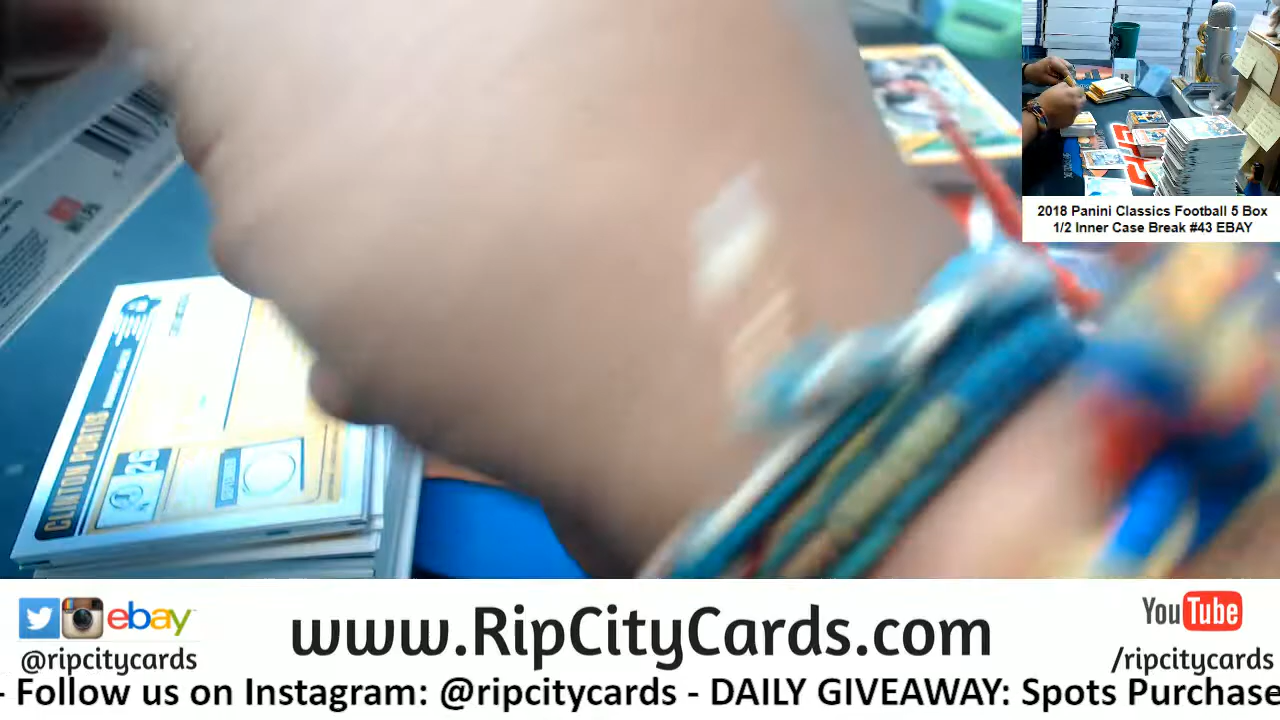 CLINTON PORTIS
26
2018 Panini Classics Football 5 Box
1/2 Inner Case Break #43 EBAY
ebay
@ripcitycards
www.RipCityCards.com
YouTube
/ripcitycards
- Follow us on Instagram: @ripcitycards - DAILY GIVEAWAY: Spots Purchase